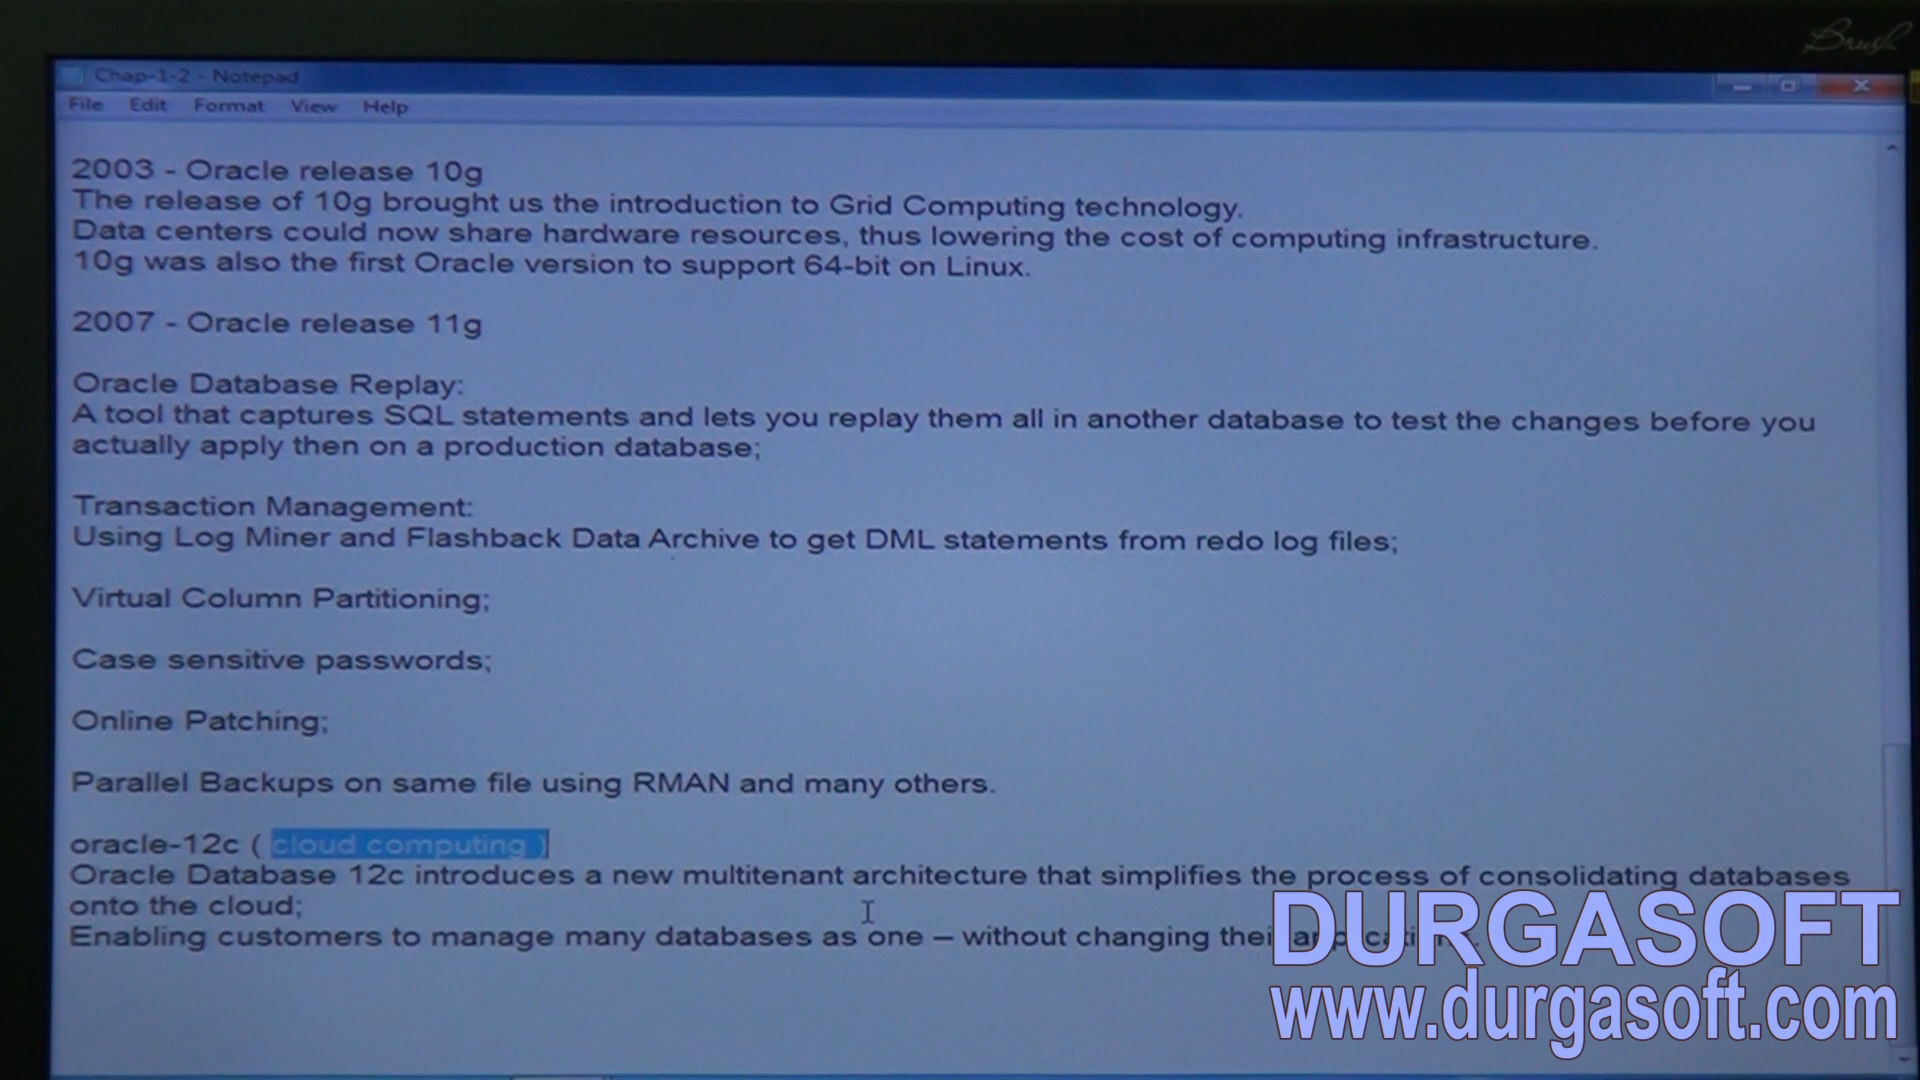 Brush
Chap-1-2 - Notepad
File Edit Format View Help
2003 - Oracle release 10g
The release of 10g brought us the introduction to Grid Computing technology.
Data centers could now share hardware resources, thus lowering the cost of computing infrastructure.
10g was also the first Oracle version to support 64-bit on Linux.
2007 - Oracle release 11g
Oracle Database Replay:
A tool that captures SQL statements and lets you replay them all in another database to test the changes before you
actually apply then on a production database;
Transaction Management:
Using Log Miner and Flashback Data Archive to get DML statements from redo log files;
Virtual Column Partitioning;
Case sensitive passwords;
Online Patching;
Parallel Backups on same file using RMAN and many others.
oracle-12c ( cloud computing )
Oracle Database 12c introduces a new multitenant architecture that simplifies the process of consolidating databases
onto the cloud;
Enabling customers to manage many databases as one – without changing their
DURGASOFT
www.durgasoft.com